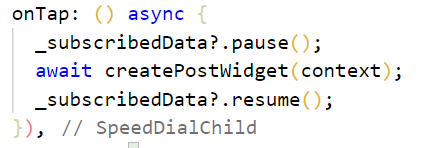 onTap: () async {
_subscribedData?.pause();
await createPostWidget(context);
_subscribedData?.resume();
}), // SpeedDialChild